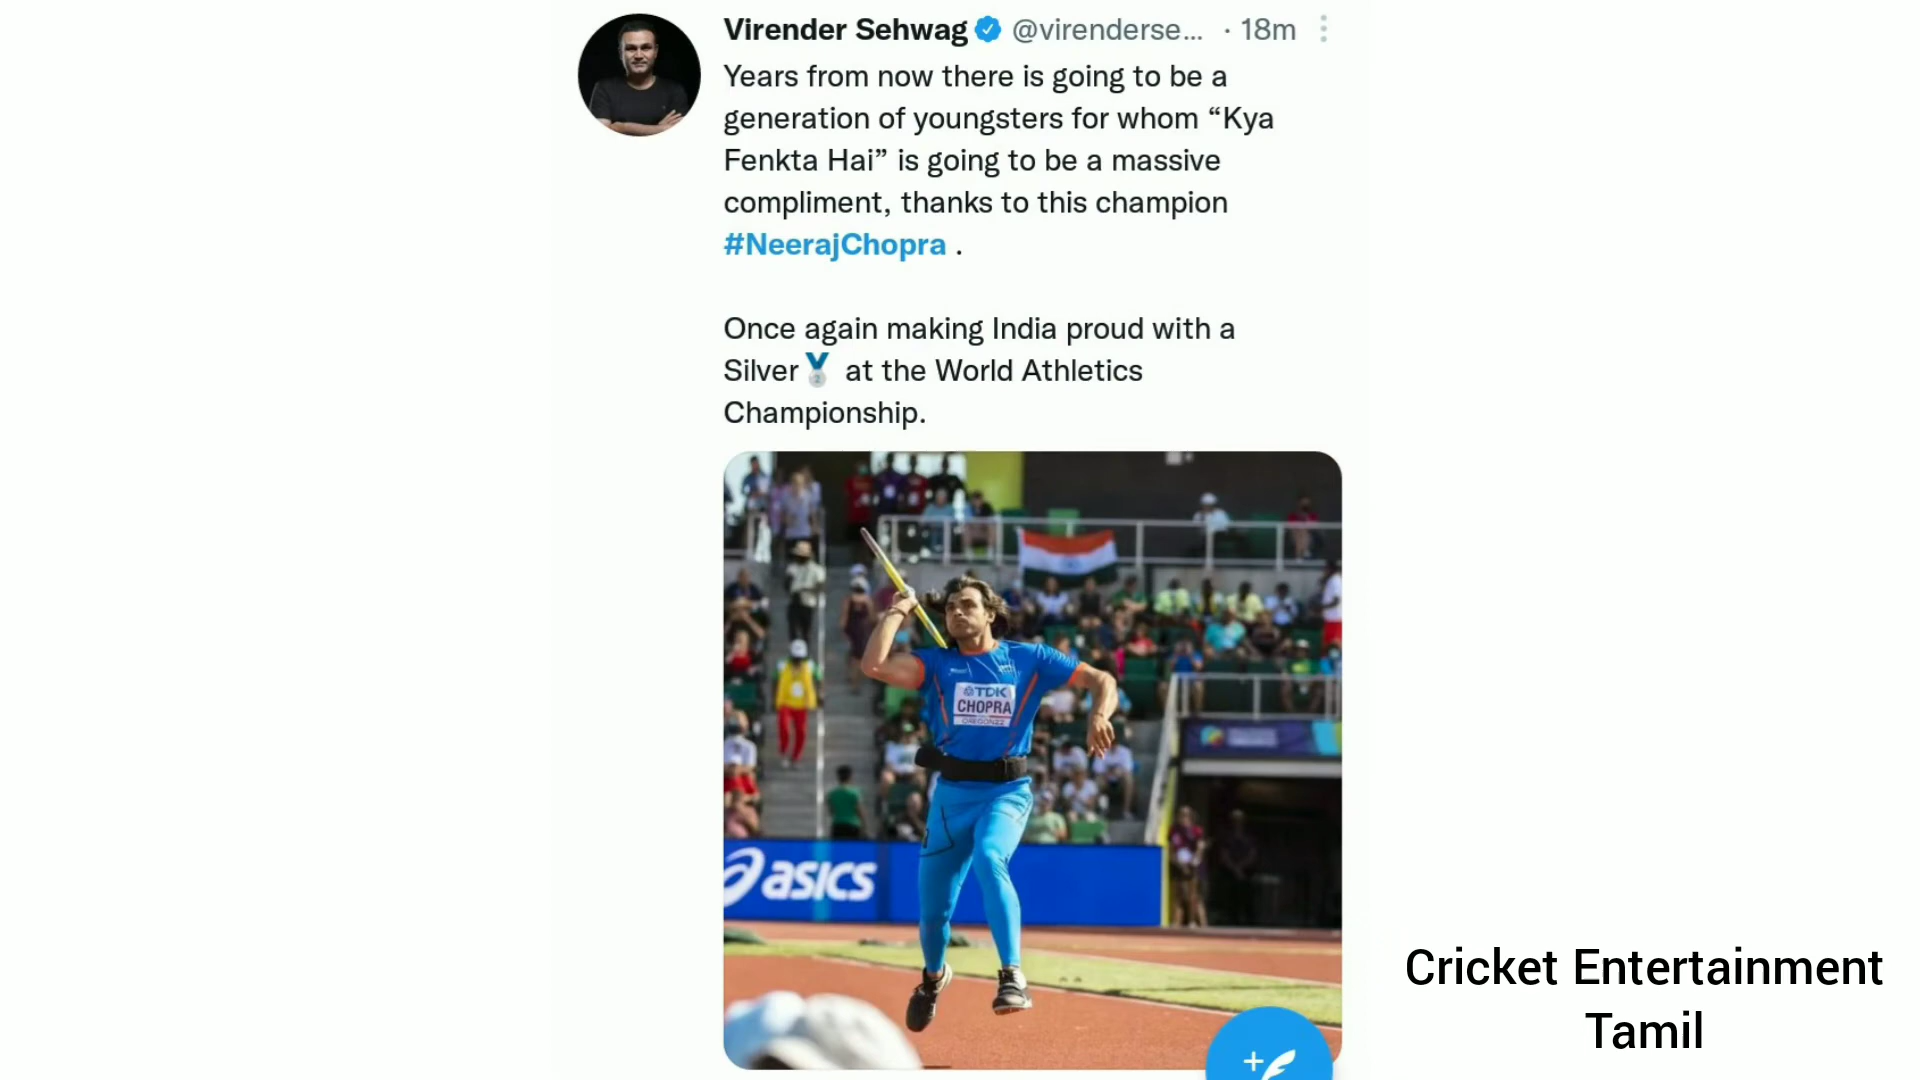 Virender Sehwag @virenderse... · 18m
Years from now there is going to be a
generation of youngsters for whom “Kya
Fenkta Hai” is going to be a massive
compliment, thanks to this champion
#NeerajChopra .
Once again making India proud with a
Silver🥈 at the World Athletics
Championship.
TDK
CHOPRA
OREGON22
asics
Cricket Entertainment
Tamil